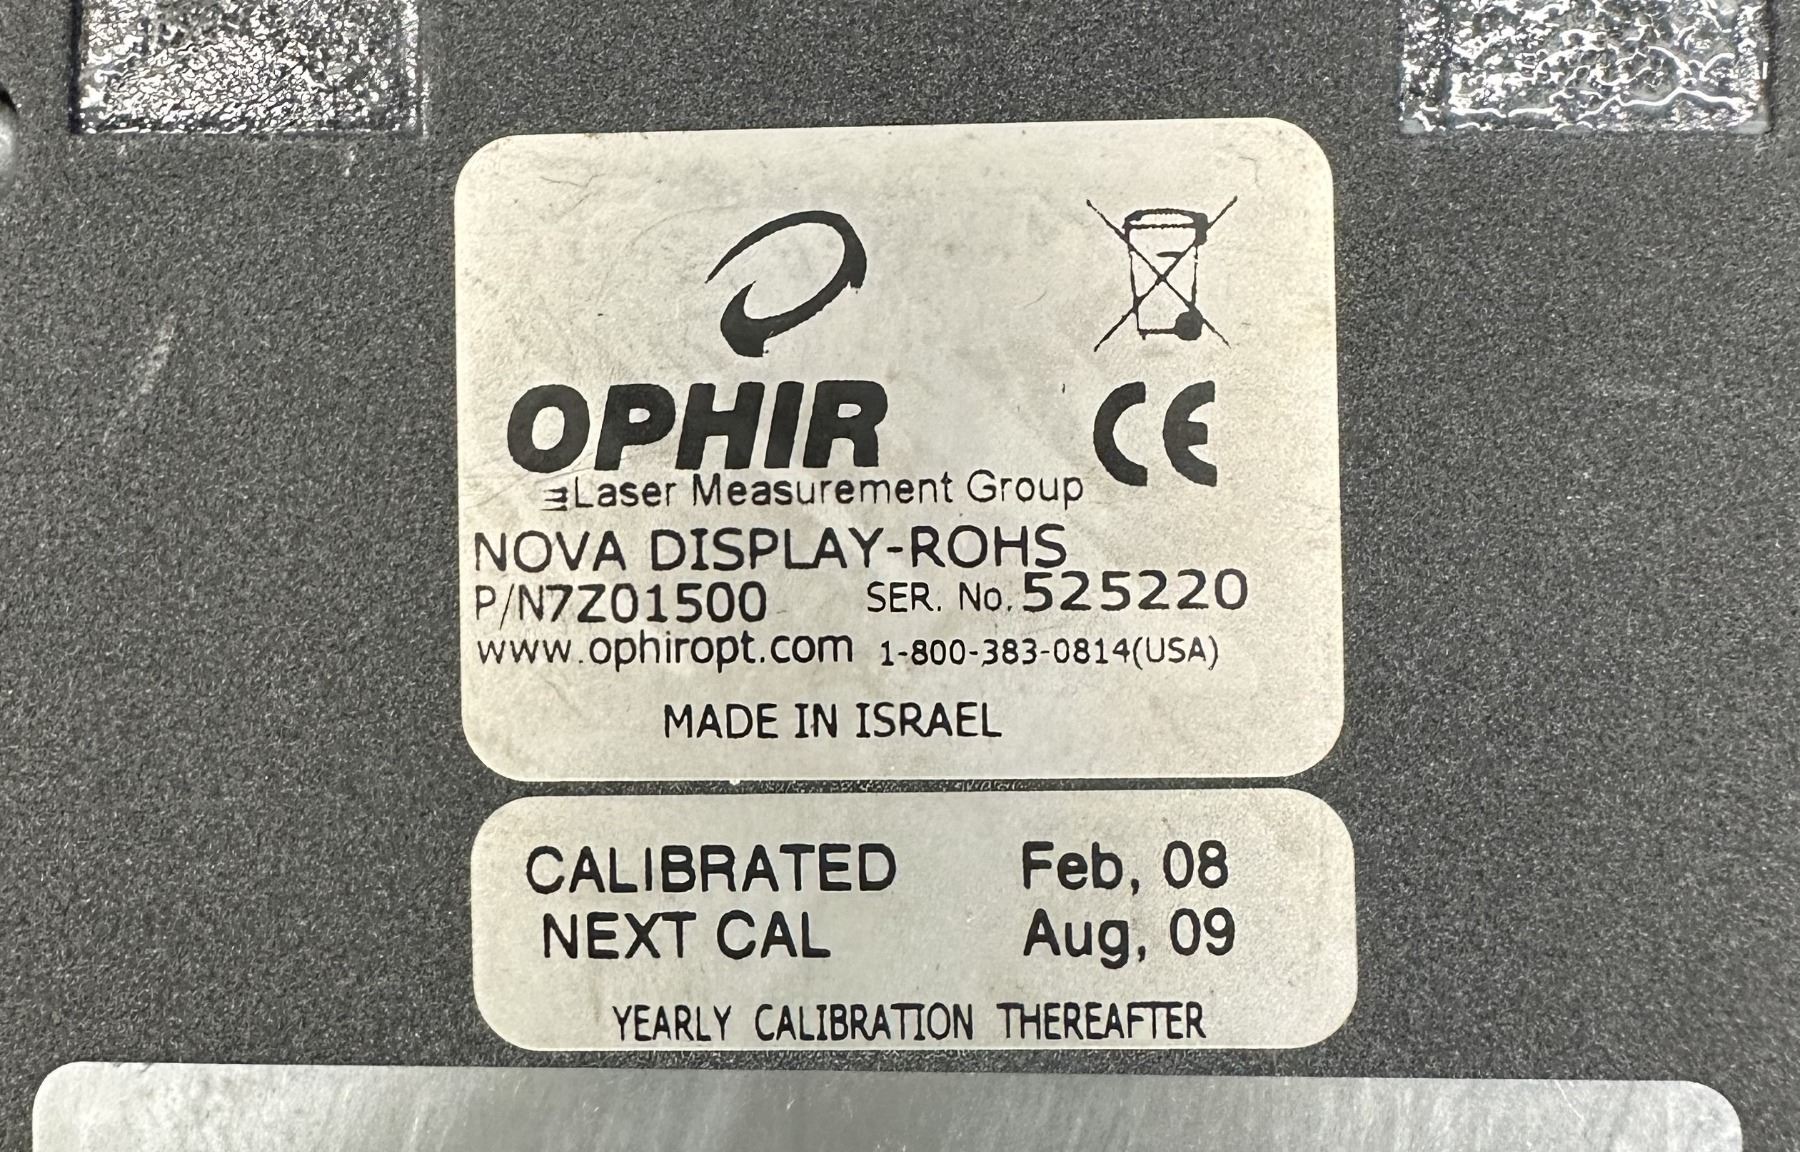 OPHIR
Laser Measurement Group
CE
NOVA DISPLAY-ROHS
P/N7Z01500 SER. No. 525220
www.ophiropt.com 1-800-383-0814(USA)
MADE IN ISRAEL
CALIBRATED Feb, 08
NEXT CAL Aug, 09
YEARLY CALIBRATION THEREAFTER